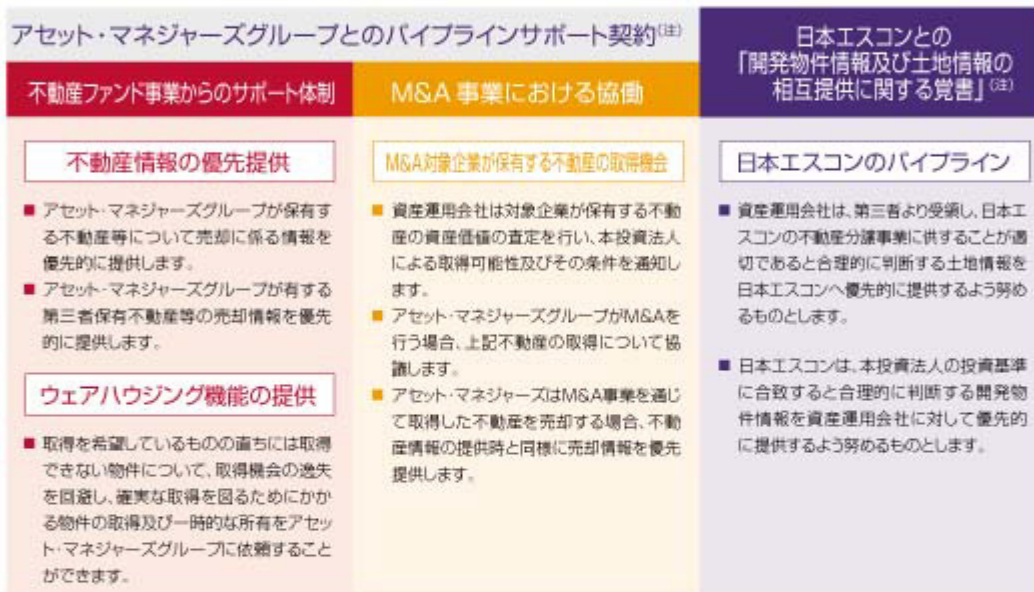 アセット・マネジャーズグループとのパイプラインサポート契約(注)
不動産ファンド事業からのサポート体制
不動産情報の優先提供
■ アセット・マネジャーズグループが保有す
る不動産等について売却に係る情報を
優先的に提供します。
■ アセット・マネジャーズグループが有する
第三者保有不動産等の売却情報を優先
的に提供します。
ウェアハウジング機能の提供
■ 取得を希望しているものの直ちには取得
できない物件について、取得機会の逸失
を回避し、確実な取得を図るためにかか
る物件の取得及び一時的な所有をアセッ
ト・マネジャーズグループに依頼すること
ができます。
M&A 事業における協働
M&A対象企業が保有する不動産の取得機会
■ 資産運用会社は対象企業が保有する不動
産の資産価値の査定を行い、本投資法人
による取得可能性及びその条件を通知し
ます。
■ アセット・マネジャーズグループがM&Aを
行う場合、上記不動産の取得について協
議します。
■ アセット・マネジャーズはM&A事業を通じ
て取得した不動産を売却する場合、不動
産情報の提供時と同様に売却情報を優先
提供します。
日本エスコンとの
「開発物件情報及び土地情報の
相互提供に関する覚書」(注)
日本エスコンのパイプライン
■ 資産運用会社は、第三者より受領し、日本エ
スコンの不動産分譲事業に供することが適
切であると合理的に判断する土地情報を
日本エスコンへ優先的に提供するよう努め
るものとします。
■ 日本エスコンは、本投資法人の投資基準
に合致すると合理的に判断する開発物
件情報を資産運用会社に対して優先的
に提供するよう努めるものとします。